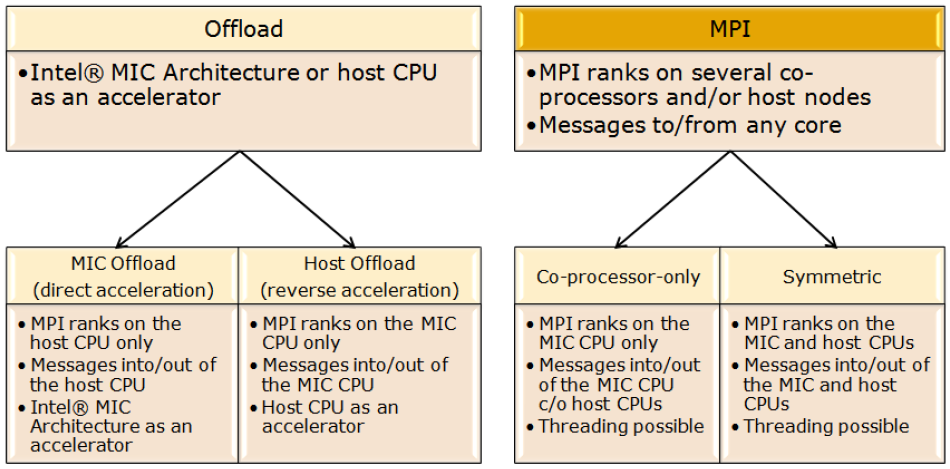 Offload
•Intel® MIC Architecture or host CPU
as an accelerator
MPI
•MPI ranks on several co-
processors and/or host nodes
•Messages to/from any core
MIC Offload
(direct acceleration)
• MPI ranks on the
host CPU only
• Messages into/out of
the host CPU
• Intel® MIC
Architecture as an
accelerator
Host Offload
(reverse acceleration)
• MPI ranks on the MIC
CPU only
• Messages into/out of
the MIC CPU
• Host CPU as an
accelerator
Co-processor-only
• MPI ranks on the
MIC CPU only
• Messages into/out
of the MIC CPU
c/o host CPUs
• Threading possible
Symmetric
• MPI ranks on the
MIC and host CPUs
• Messages into/out of
the MIC and host
CPUs
• Threading possible